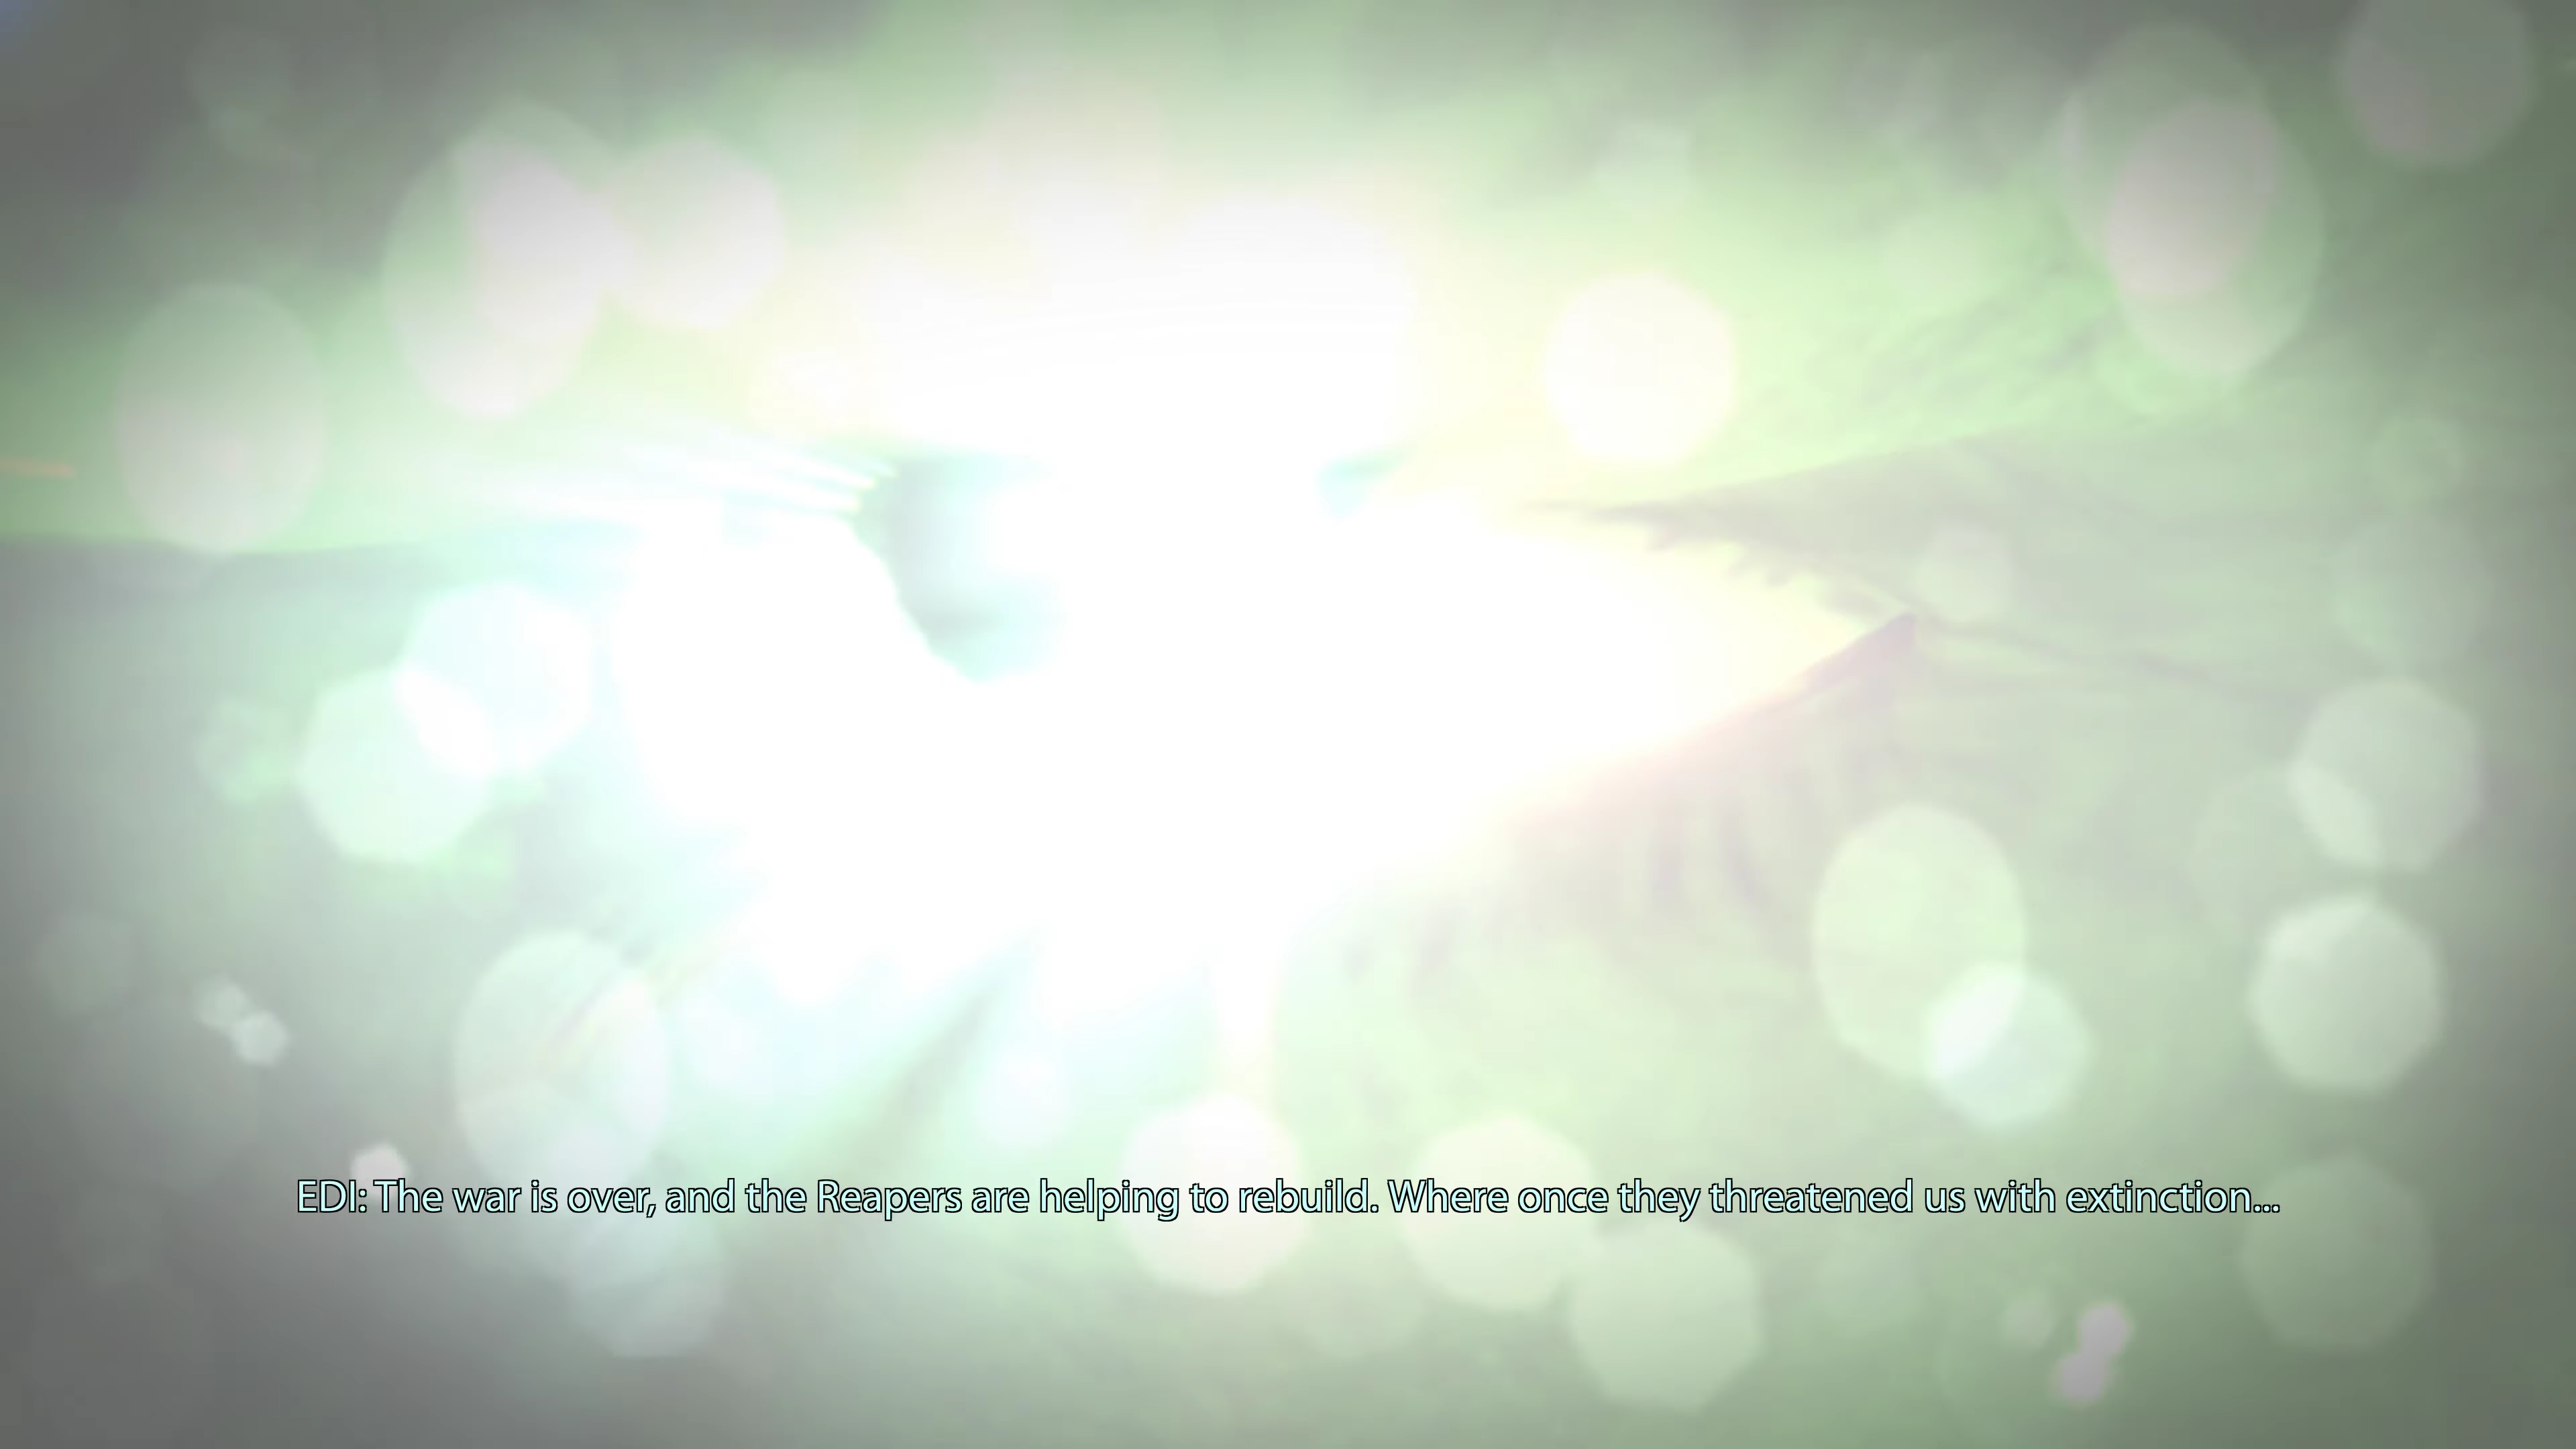 EDI: The war is over, and the Reapers are helping to rebuild. Where once they threatened us with extinction...